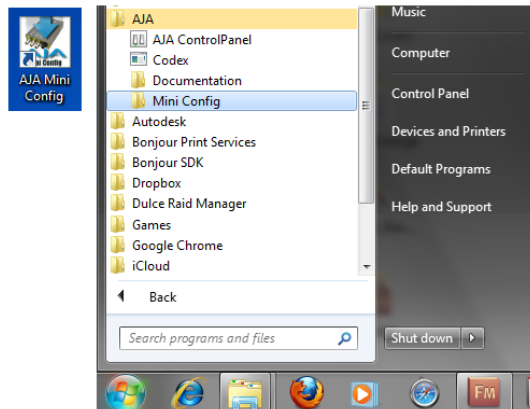 AJA Mini
Config
AJA
AJA ControlPanel
Codex
Documentation
Mini Config
Autodesk
Bonjour Print Services
Bonjour SDK
Dropbox
Dulce Raid Manager
Games
Google Chrome
iCloud
Back
Search programs and files
Music
Computer
Control Panel
Devices and Printers
Default Programs
Help and Support
Shut down
FM